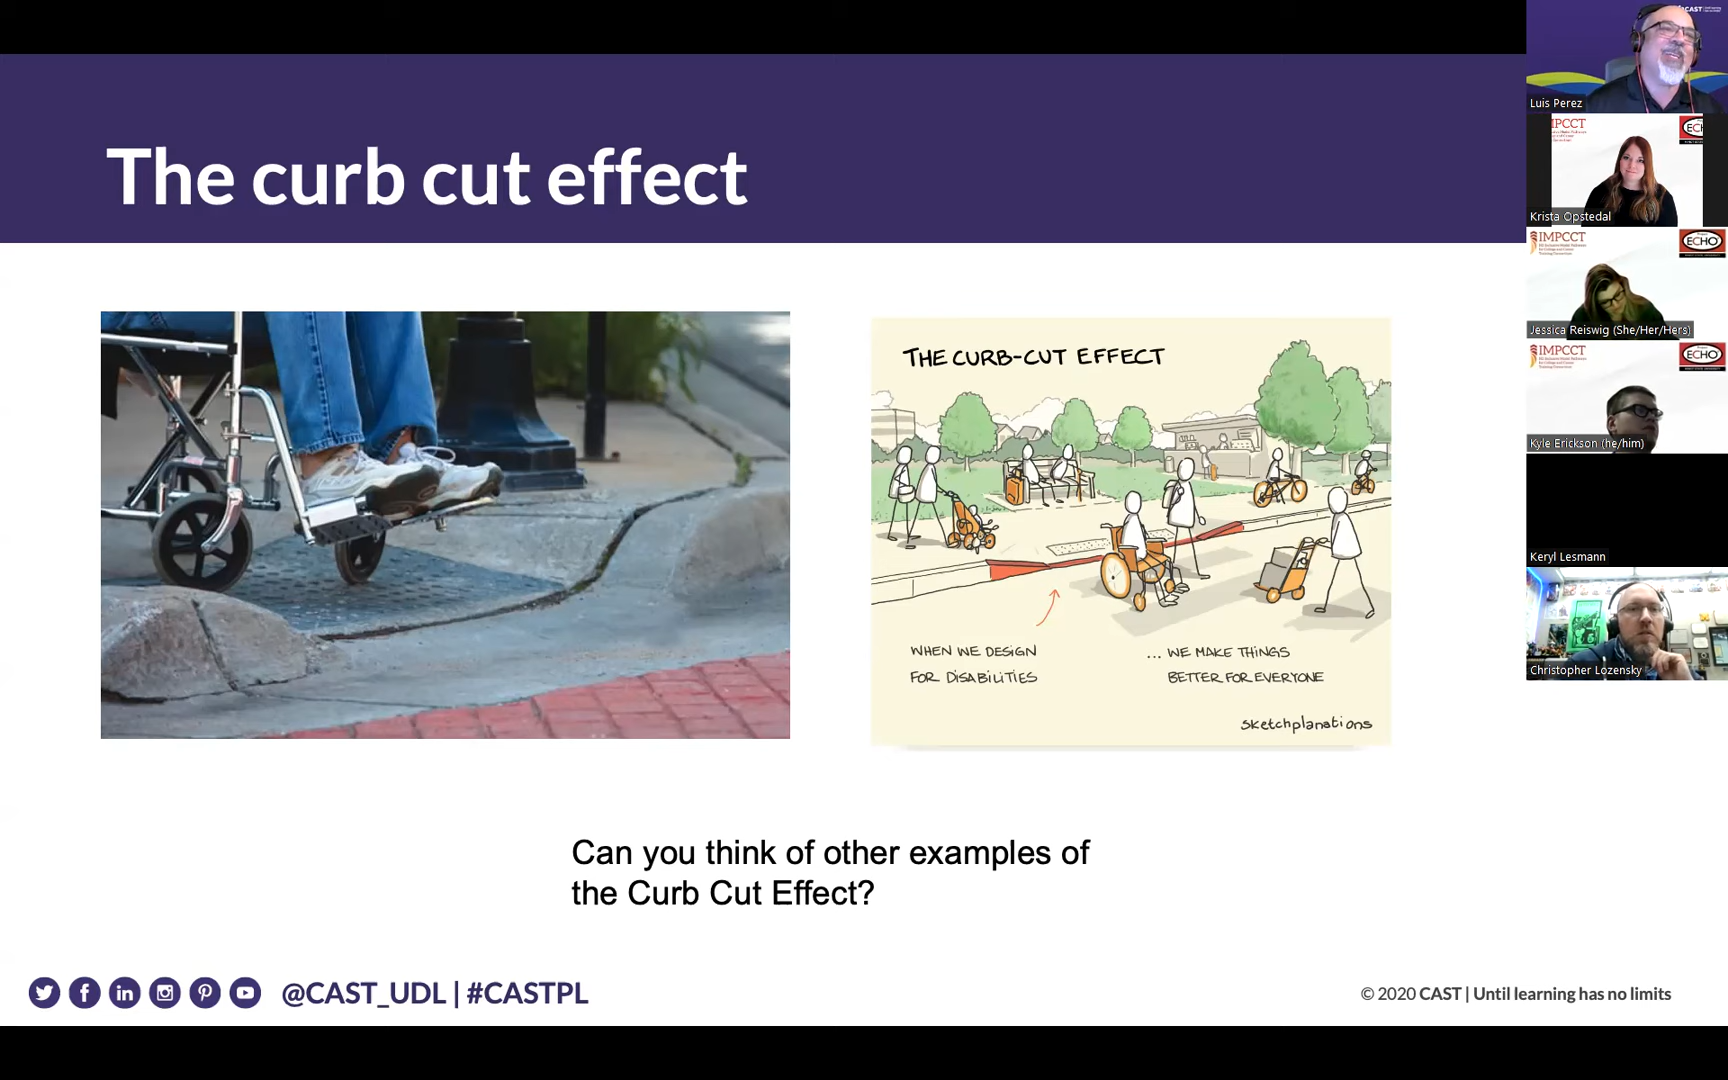 The curb cut effect
THE CURB-CUT EFFECT
WHEN WE DESIGN
FOR DISABILITIES
... WE MAKE THINGS
BETTER FOR EVERYONE
sketchplanations
Can you think of other examples of
the Curb Cut Effect?
@CAST_UDL | #CASTPL
© 2020 CAST | Until learning has no limits
CAST
Luis Perez
IMPCCT
Krista Opstedal
IMPCCT
ECHO
Jessica Reiswig (She/Her/Hers)
IMPCCT
ECHO
Kyle Erickson (he/him)
Keryl Lesmann
Christopher Lozensky